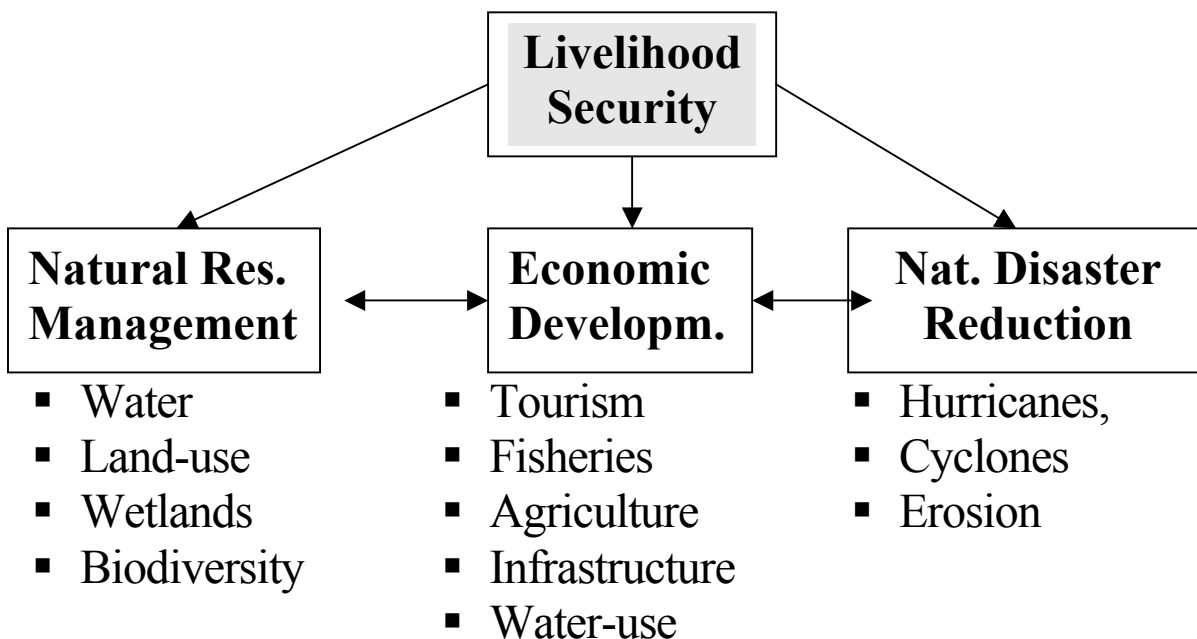 Livelihood
Security
Natural Res.
Management
▪ Water
▪ Land-use
▪ Wetlands
▪ Biodiversity
Economic
Developm.
▪ Tourism
▪ Fisheries
▪ Agriculture
▪ Infrastructure
▪ Water-use
Nat. Disaster
Reduction
▪ Hurricanes,
▪ Cyclones
▪ Erosion